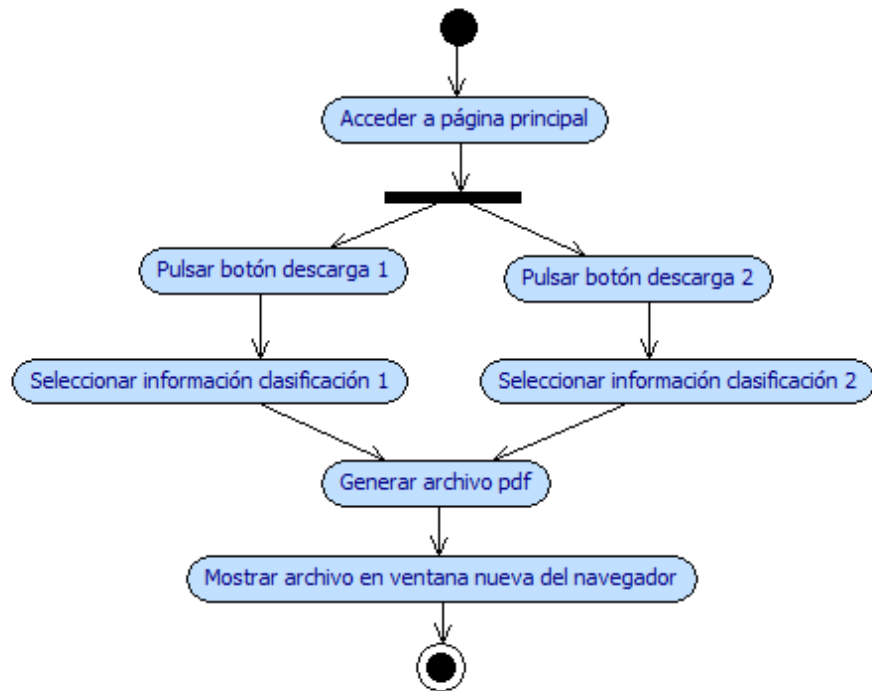 Acceder a página principal
Pulsar botón descarga 1
Pulsar botón descarga 2
Seleccionar información clasificación 1
Seleccionar información clasificación 2
Generar archivo pdf
Mostrar archivo en ventana nueva del navegador